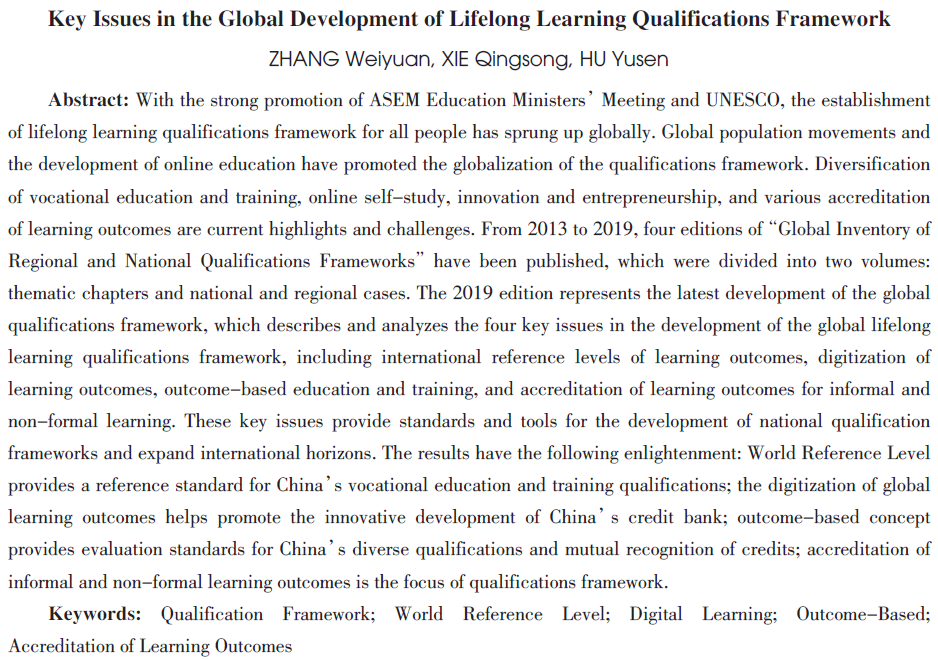 Key Issues in the Global Development of Lifelong Learning Qualifications Framework
ZHANG Weiyuan, XIE Qingsong, HU Yusen
Abstract: With the strong promotion of ASEM Education Ministers’ Meeting and UNESCO, the establishment
of lifelong learning qualifications framework for all people has sprung up globally. Global population movements and
the development of online education have promoted the globalization of the qualifications framework. Diversification
of vocational education and training, online self-study, innovation and entrepreneurship, and various accreditation
of learning outcomes are current highlights and challenges. From 2013 to 2019, four editions of “Global Inventory of
Regional and National Qualifications Frameworks” have been published, which were divided into two volumes:
thematic chapters and national and regional cases. The 2019 edition represents the latest development of the global
qualifications framework, which describes and analyzes the four key issues in the development of the global lifelong
learning qualifications framework, including international reference levels of learning outcomes, digitization of
learning outcomes, outcome-based education and training, and accreditation of learning outcomes for informal and
non-formal learning. These key issues provide standards and tools for the development of national qualification
frameworks and expand international horizons. The results have the following enlightenment: World Reference Level
provides a reference standard for China’s vocational education and training qualifications; the digitization of global
learning outcomes helps promote the innovative development of China’s credit bank; outcome-based concept
provides evaluation standards for China’s diverse qualifications and mutual recognition of credits; accreditation of
informal and non-formal learning outcomes is the focus of qualifications framework.
Keywords: Qualification Framework; World Reference Level; Digital Learning; Outcome-Based;
Accreditation of Learning Outcomes